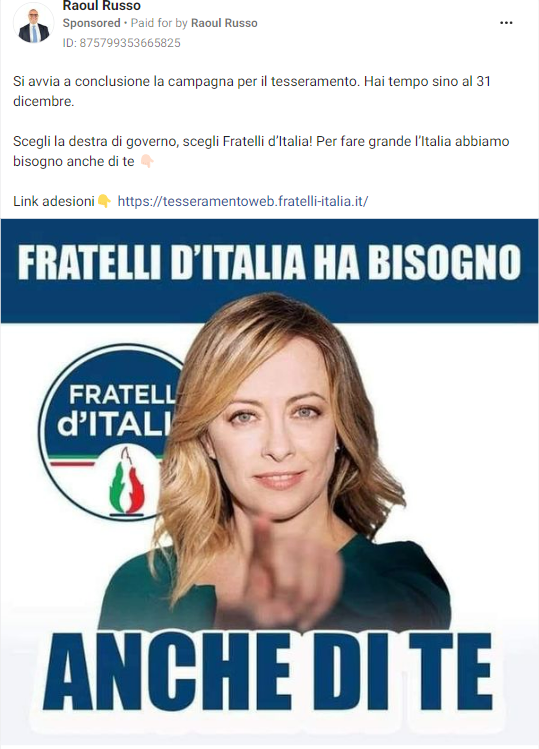 Raoul Russo
Sponsored • Paid for by Raoul Russo
ID: 875799353665825
Si avvia a conclusione la campagna per il tesseramento. Hai tempo sino al 31
dicembre.
Scegli la destra di governo, scegli Fratelli d'Italia! Per fare grande l'Italia abbiamo
bisogno anche di te 👇🏻
Link adesioni👇 https://tesseramentoweb.fratelli-italia.it/
FRATELLI D'ITALIA HA BISOGNO
FRATELL
d'ITALI
ANCHE DI TE